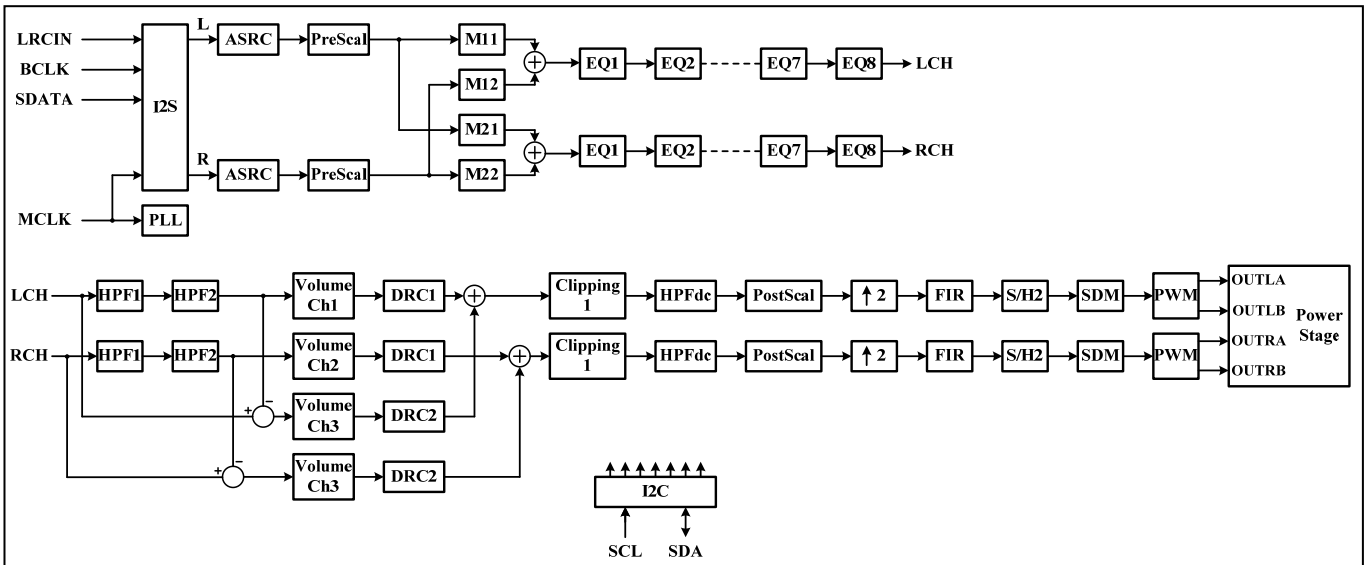 LRCIN
BCLK
SDATA
MCLK
I2S
PLL
L
ASRC
PreScal
R
ASRC
PreScal
M11
M12
M21
M22
+
+
EQ1
EQ2
EQ7
EQ8
LCH
EQ1
EQ2
EQ7
EQ8
RCH
LCH
HPF1
HPF2
Volume
Ch1
DRC1
+
Clipping
1
HPFdc
PostScal
↑ 2
FIR
S/H2
SDM
PWM
OUTLA
OUTLB
RCH
HPF1
HPF2
Volume
Ch2
DRC1
+
Clipping
1
HPFdc
PostScal
↑ 2
FIR
S/H2
SDM
PWM
OUTRA
OUTRB
Power
Stage
+ −
Volume
Ch3
DRC2
+ −
Volume
Ch3
DRC2
I2C
SCL
SDA